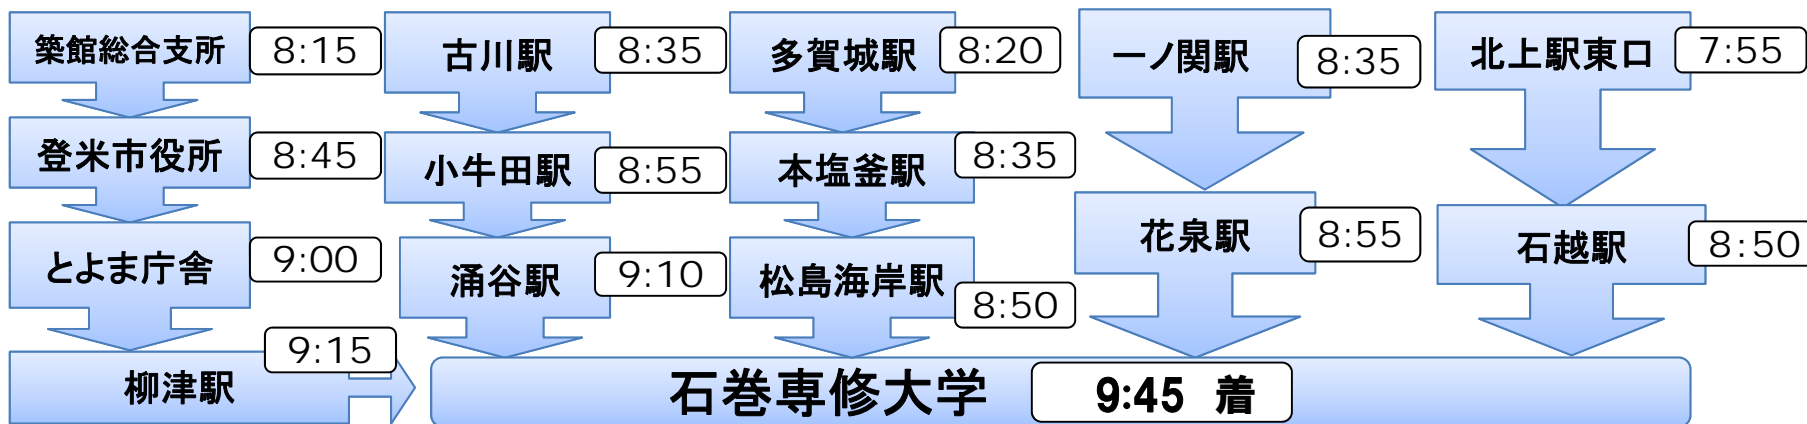 築館総合支所 8:15
登米市役所 8:45
とよま庁舎 9:00
柳津駅 9:15
古川駅 8:35
小牛田駅 8:55
涌谷駅 9:10
多賀城駅 8:20
本塩釜駅 8:35
松島海岸駅 8:50
一ノ関駅 8:35
花泉駅 8:55
北上駅東口 7:55
石越駅 8:50
石巻専修大学 9:45 着